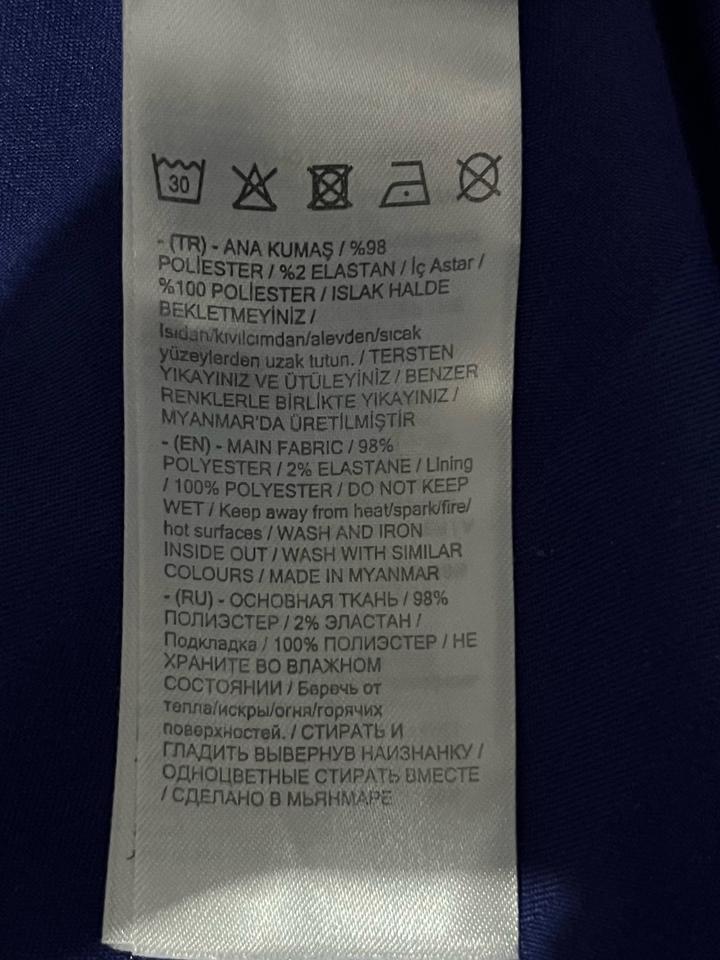 30
- (TR) - ANA KUMAŞ / %98
POLİESTER / %2 ELASTAN / İç Astar /
%100 POLİESTER / ISLAK HALDE
BEKLETMEYİNİZ /
Isıdan/kıvılcımdan/alevden/sıcak
yüzeylerden uzak tutun. / TERSTEN
YIKAYINIZ VE ÜTÜLEYİNİZ / BENZER
RENKLERLE BİRLİKTE YIKAYINIZ /
MYANMAR'DA ÜRETİLMİŞTİR
- (EN) - MAIN FABRIC / 98%
POLYESTER / 2% ELASTANE / Lining
/ 100% POLYESTER / DO NOT KEEP
WET / Keep away from heat/spark/fire/
hot surfaces / WASH AND IRON
INSIDE OUT / WASH WITH SIMILAR
COLOURS / MADE IN MYANMAR
- (RU) - ОСНОВНАЯ ТКАНЬ / 98%
ПОЛИЭСТЕР / 2% ЭЛАСТАН /
Подкладка / 100% ПОЛИЭСТЕР / НЕ
ХРАНИТЕ ВО ВЛАЖНОМ
СОСТОЯНИИ / Беречь от
тепла/искры/огня/горячих
поверхностей. / СТИРАТЬ И
ГЛАДИТЬ ВЫВЕРНУВ НАИЗНАНКУ /
ОДНОЦВЕТНЫЕ СТИРАТЬ ВМЕСТЕ
/ СДЕЛАНО В МЬЯНМАРЕ